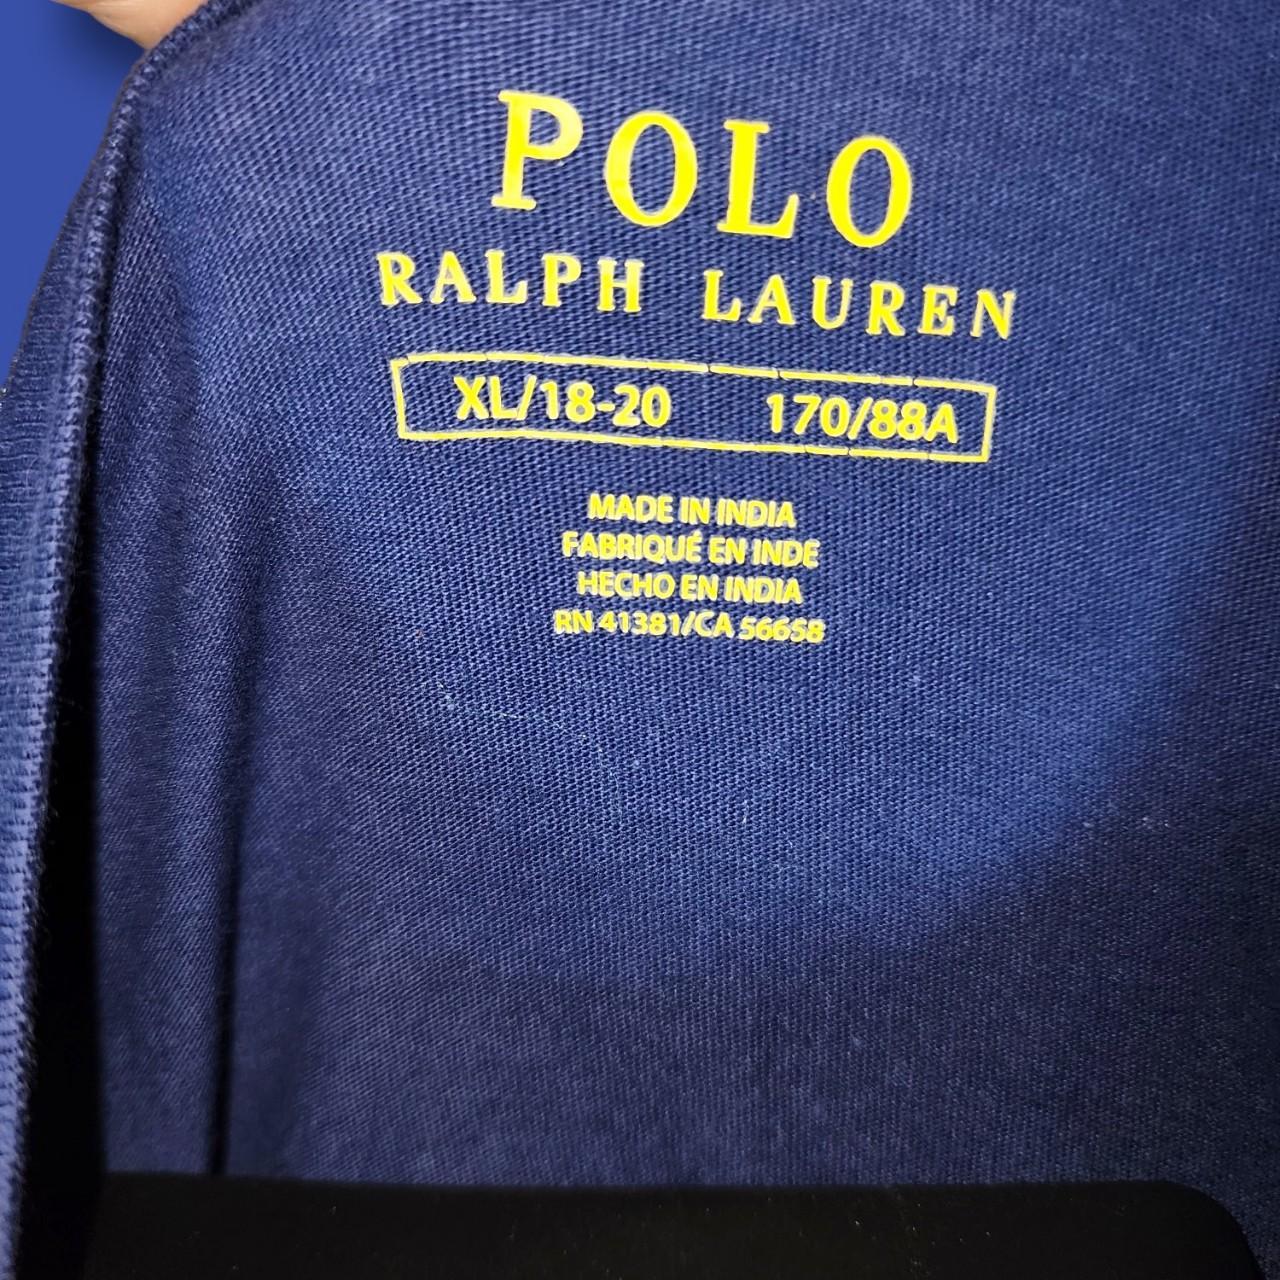 POLO
RALPH LAUREN
XL/18-20 170/88A
MADE IN INDIA
FABRIQUÉ EN INDE
HECHO EN INDIA
RN 41381/CA 56658